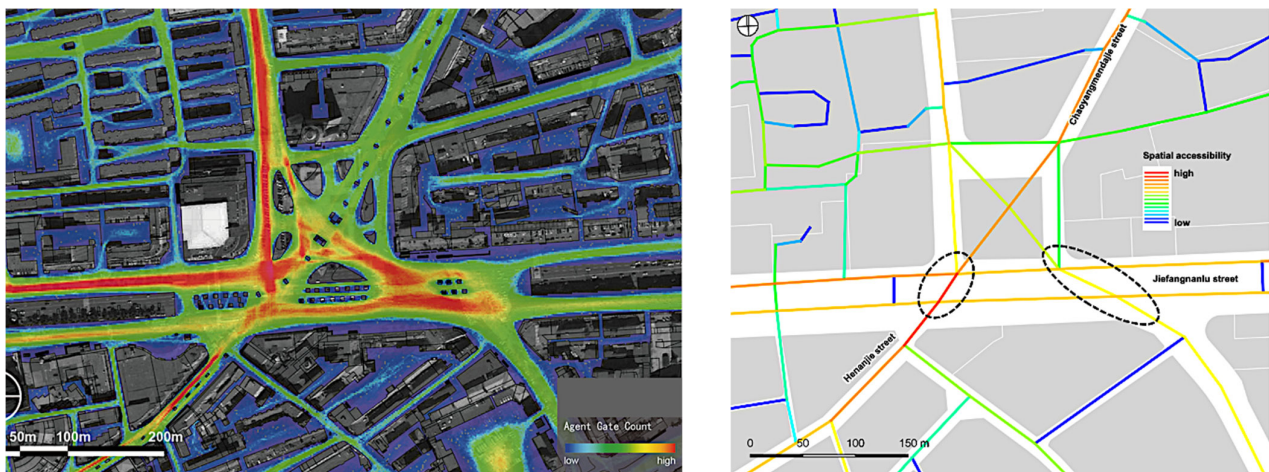 50m 100m 200m
Agent Gate Count
low high
Chaoyangmendajie street
Spatial accessibility
high
low
Jiefangnanlu street
Henanjie street
0 50 100 150 m